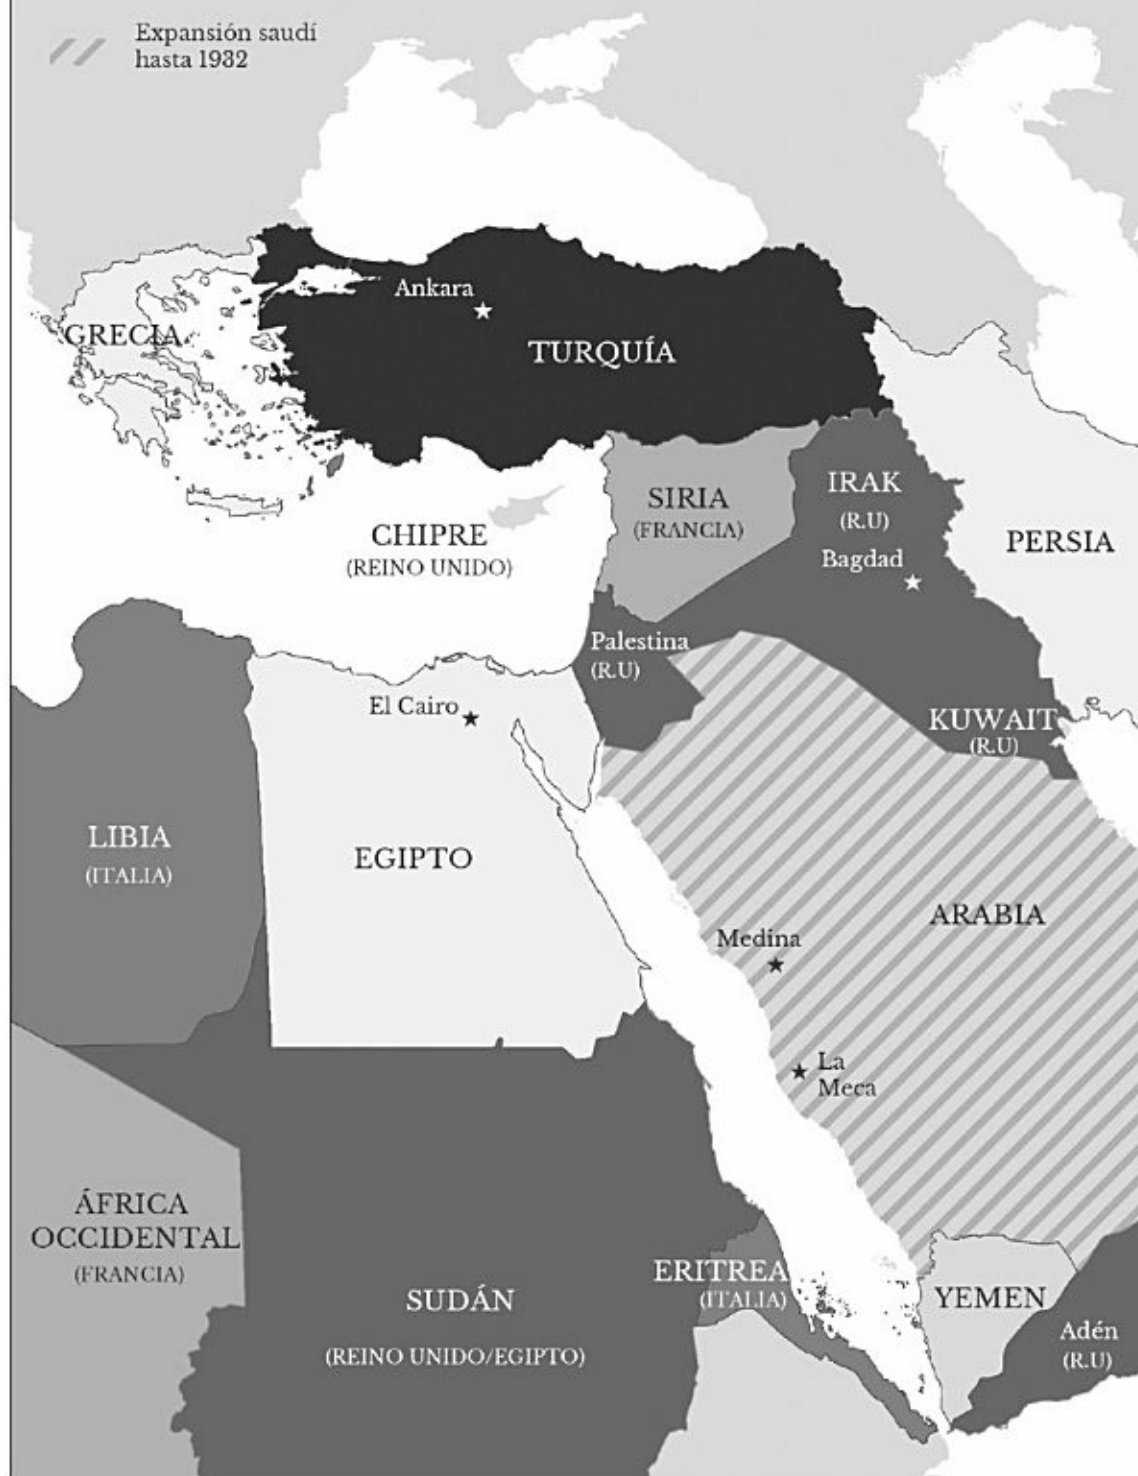 Expansión saudí
hasta 1932
Ankara
GRECIA
TURQUÍA
SIRIA
(FRANCIA)
IRAK
(R.U)
Bagdad
CHIPRE
(REINO UNIDO)
PERSIA
Palestina
(R.U)
El Cairo
KUWAIT
(R.U)
LIBIA
(ITALIA)
EGIPTO
ARABIA
Medina
La
Meca
ÁFRICA
OCCIDENTAL
(FRANCIA)
SUDÁN
(REINO UNIDO/EGIPTO)
ERITREA
(ITALIA)
YEMEN
Adén
(R.U)